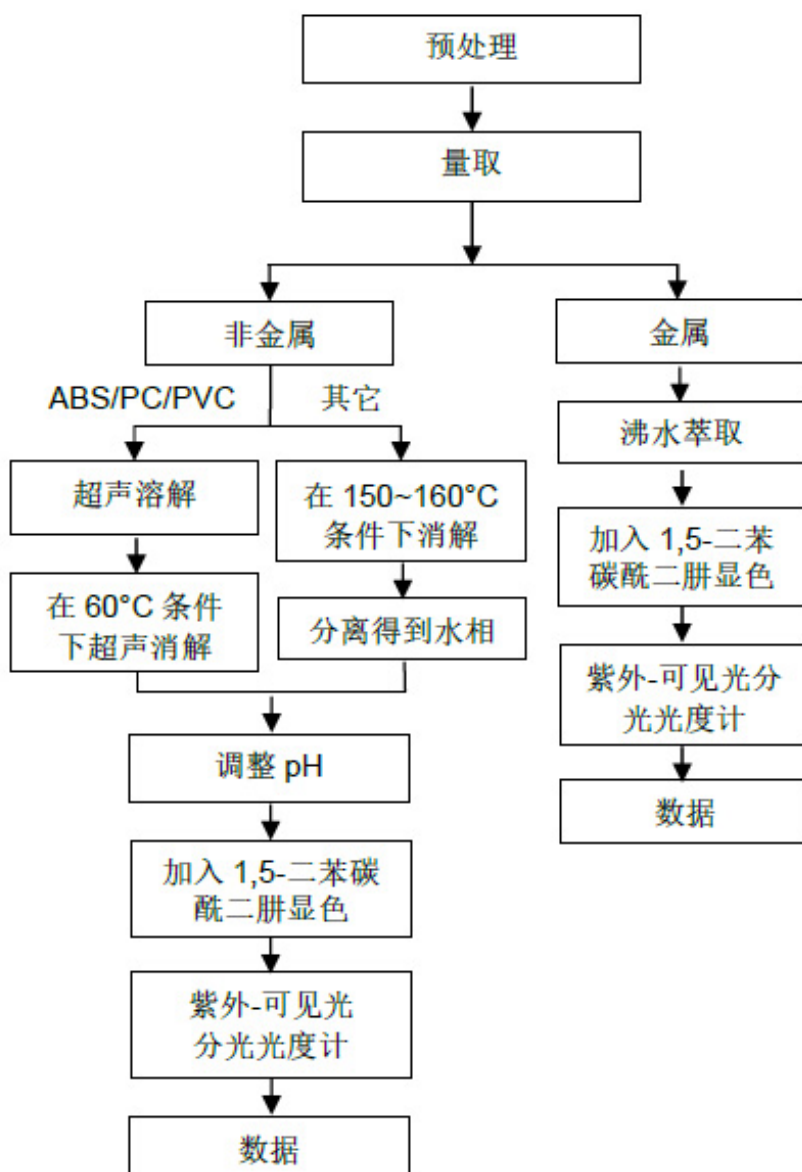 预处理
量取
非金属
金属
ABS/PC/PVC
其它
沸水萃取
超声溶解
在 150~160°C
条件下消解
加入 1,5-二苯
碳酰二肼显色
在 60°C 条件
下超声消解
分离得到水相
紫外-可见光分
光光度计
调整 pH
数据
加入 1,5-二苯碳
酰二肼显色
紫外-可见光
分光光度计
数据